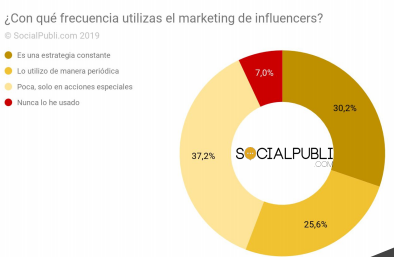 ¿Con qué frecuencia utilizas el marketing de influencers?
© SocialPubli.com 2019
Es una estrategia constante
Lo utilizo de manera periódica
Poca, solo en acciones especiales
Nunca lo he usado
7,0%
30,2%
37,2%
SOCIALPUBLI
.COM
25,6%